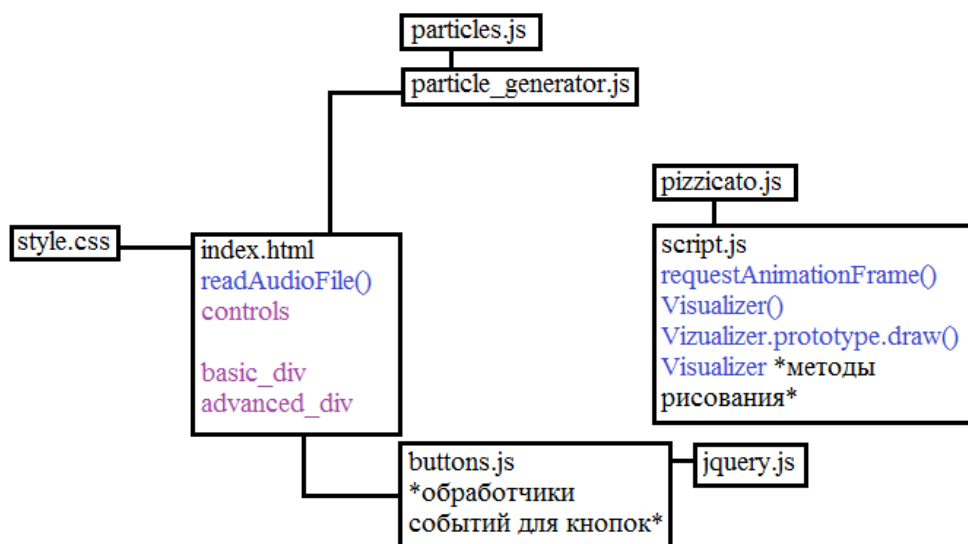 particles.js
particle_generator.js
pizzicato.js
style.css
index.html
readAudioFile()
controls
basic_div
advanced_div
script.js
requestAnimationFrame()
Visualizer()
Vizualizer.prototype.draw()
Visualizer *методы
рисования*
buttons.js
*обработчики
событий для кнопок*
jquery.js